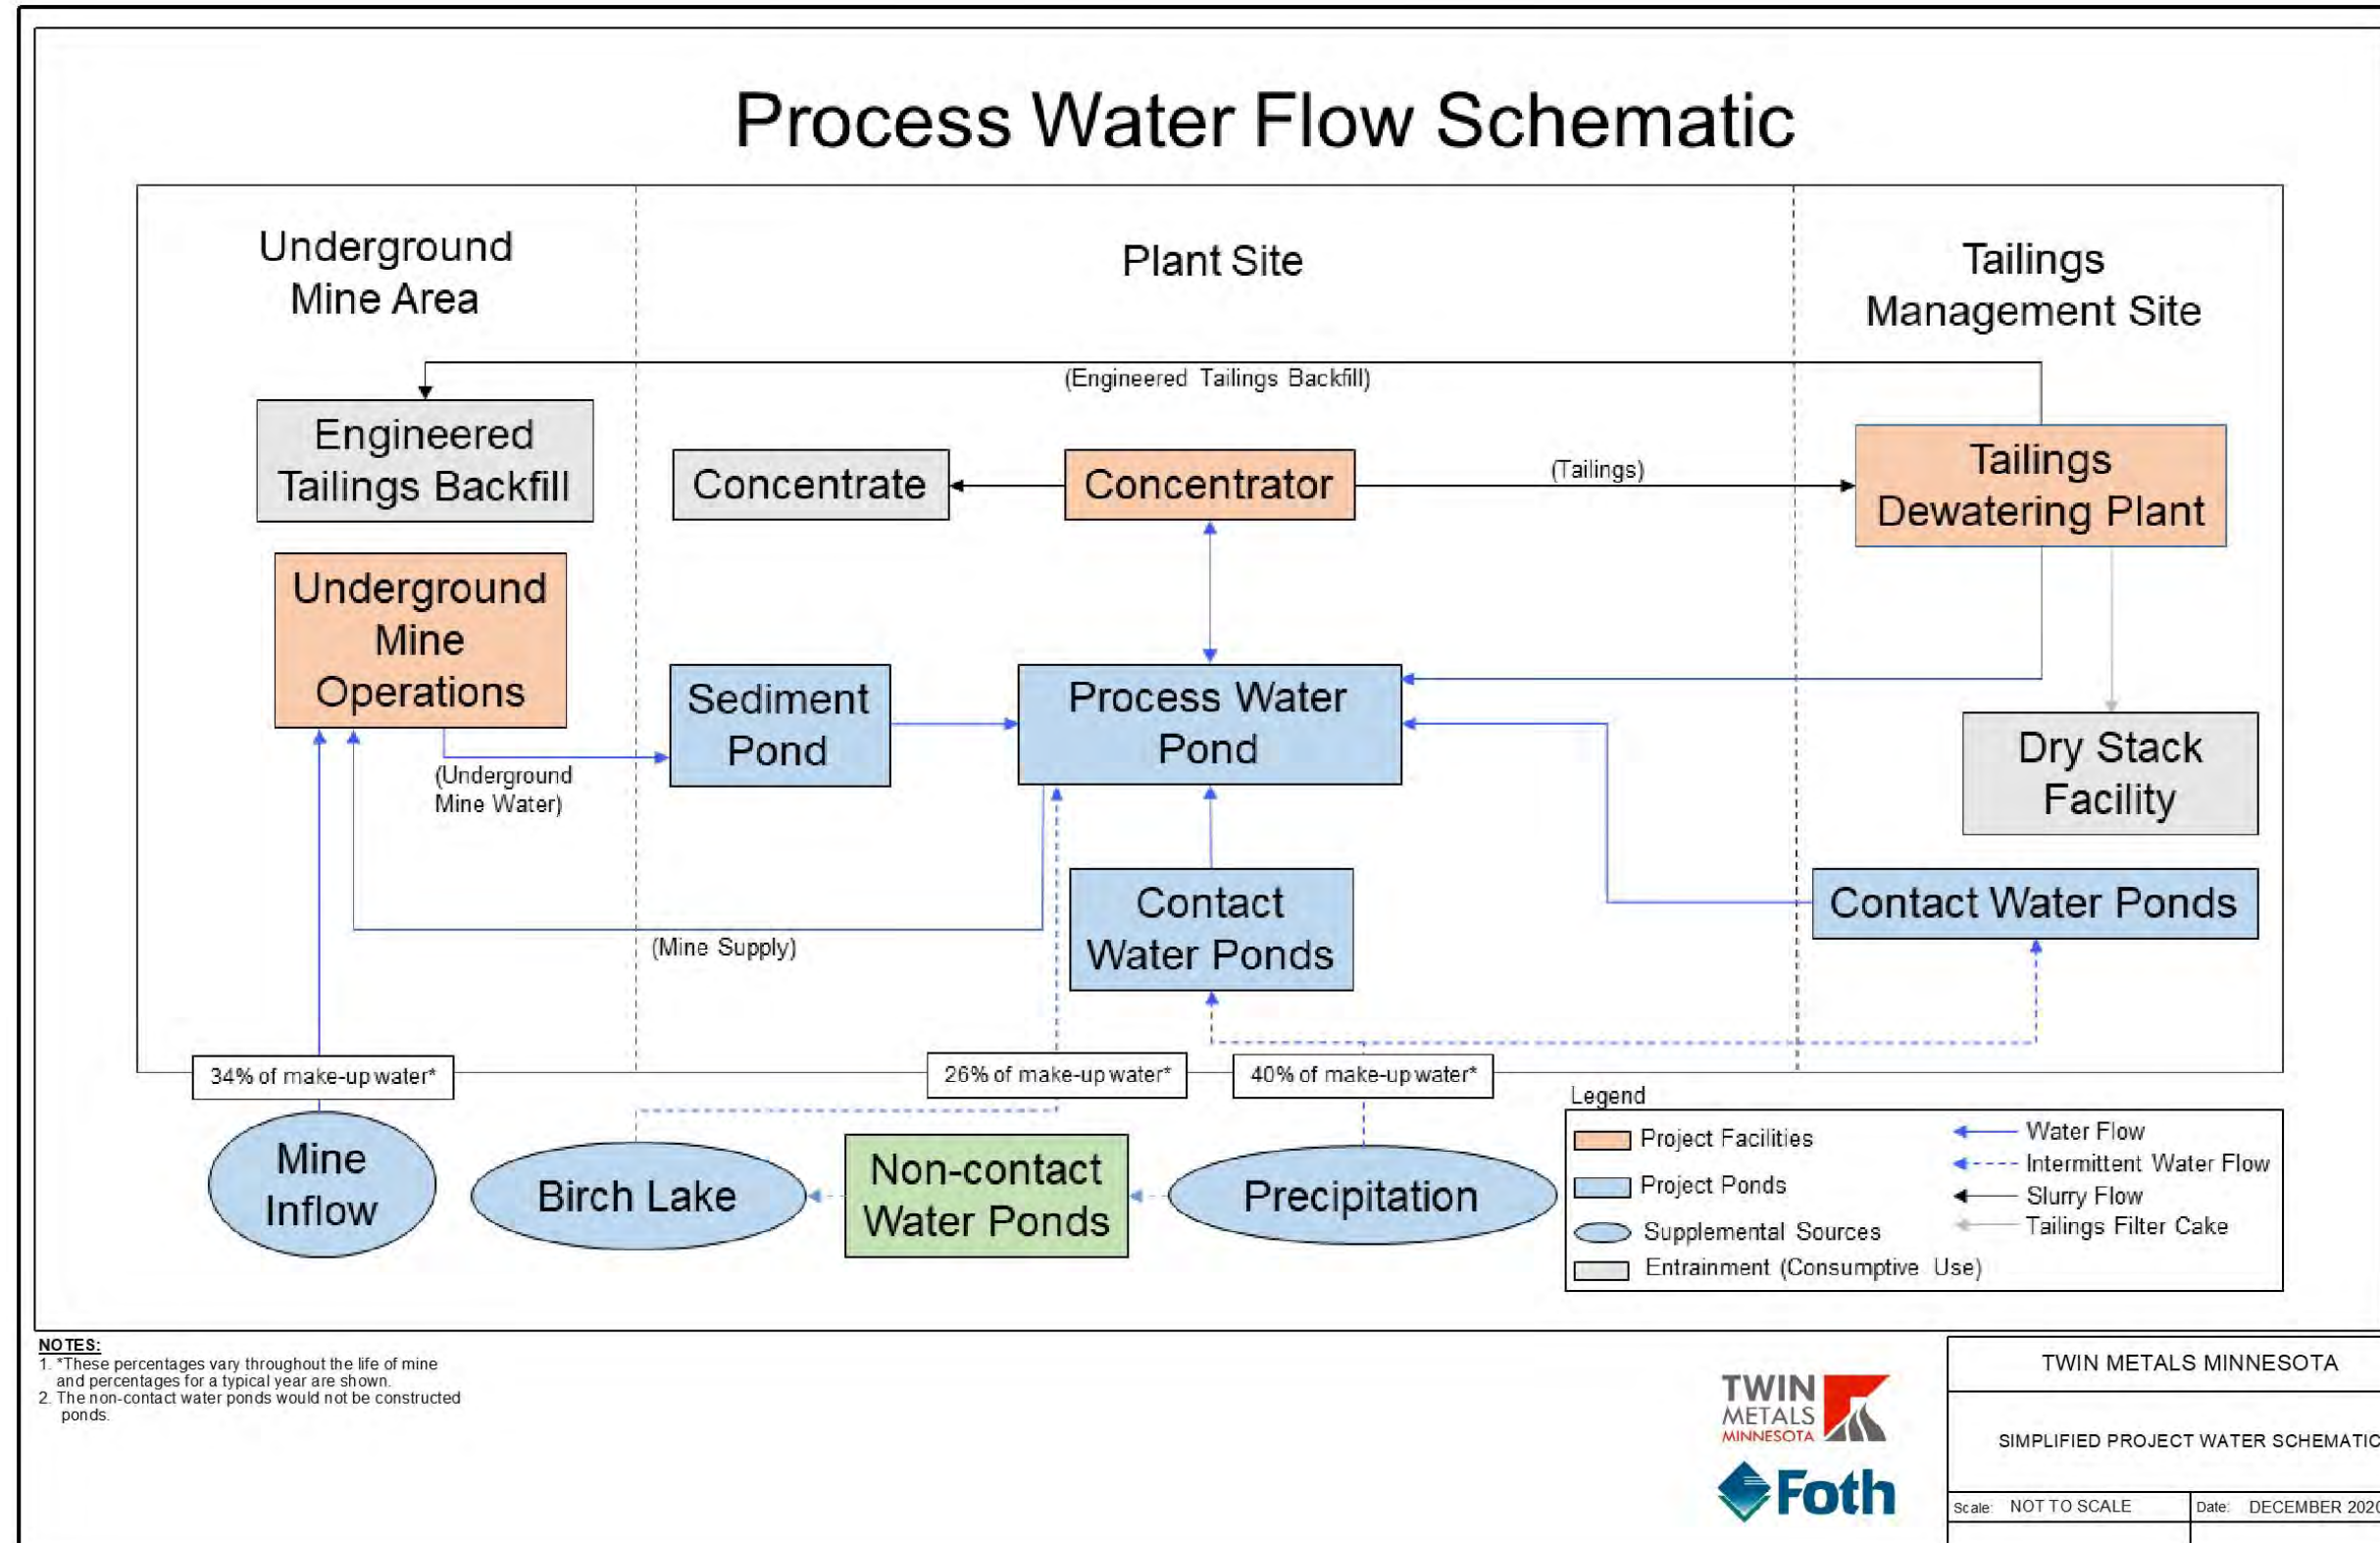 Process Water Flow Schematic
Underground
Mine Area
Plant Site
Tailings
Management Site
(Engineered Tailings Backfill)
Engineered
Tailings Backfill
Concentrate
Concentrator
(Tailings)
Tailings
Dewatering Plant
Underground
Mine
Operations
Sediment
Pond
Process Water
Pond
Dry Stack
Facility
(Underground
Mine Water)
Contact
Water Ponds
Contact Water Ponds
(Mine Supply)
34% of make-up water*
26% of make-up water*
40% of make-up water*
Mine
Inflow
Birch Lake
Non-contact
Water Ponds
Precipitation
Legend
Project Facilities
Project Ponds
Supplemental Sources
Entrainment (Consumptive Use)
Water Flow
Intermittent Water Flow
Slurry Flow
Tailings Filter Cake
NOTES:
1. *These percentages vary throughout the life of mine
and percentages for a typical year are shown.
2. The non-contact water ponds would not be constructed
ponds.
TWIN
METALS
MINNESOTA
Foth
TWIN METALS MINNESOTA
SIMPLIFIED PROJECT WATER SCHEMATIC
Scale: NOT TO SCALE
Date: DECEMBER 2020